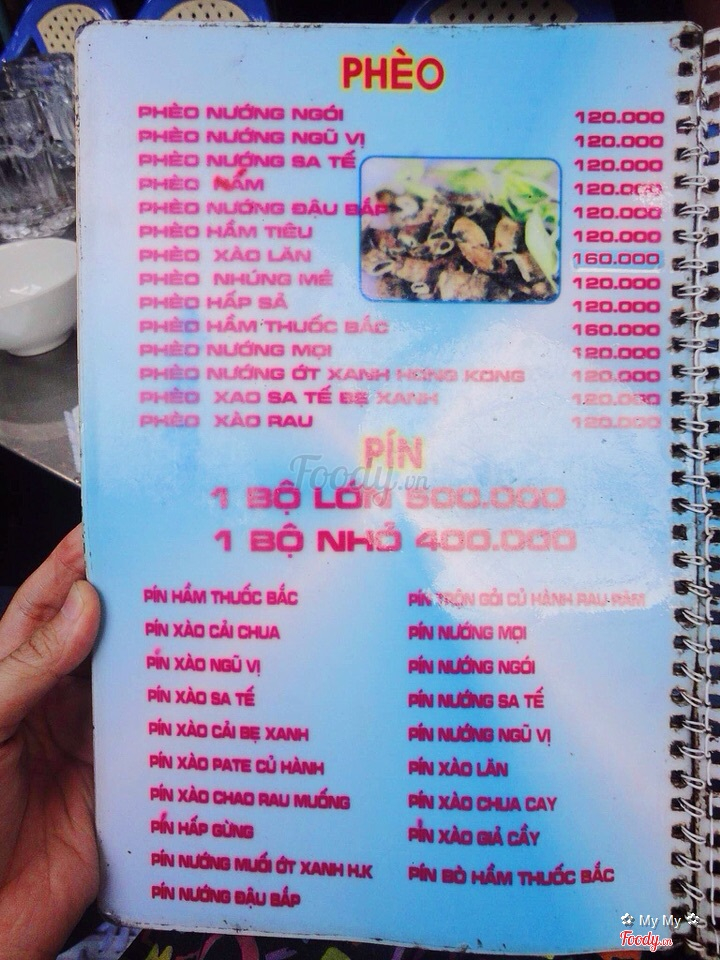 PHÈO
PHÈO NƯỚNG NGÓI 120.000
PHÈO NƯỚNG NGŨ VỊ 120.000
PHÈO NƯỚNG SA TẾ 120.000
PHÈO NẤM 120.000
PHÈO NƯỚNG ĐẬU BẮP 120.000
PHÈO HẦM TIÊU 120.000
PHÈO XÀO LĂN 160.000
PHÈO NHÚNG MẺ 120.000
PHÈO HẤP SẢ 120.000
PHÈO HẦM THUỐC BẮC 160.000
PHÈO NƯỚNG MỌI 120.000
PHÈO NƯỚNG ỚT XANH HONG KONG 120.000
PHÈO XAO SA TẾ BẸ XANH 120.000
PHÈO XÀO RAU 120.000
PÍN
Foody.vn
1 BỘ LỚN 500.000
1 BỘ NHỎ 400.000
PÍN HẦM THUỐC BẮC
PÍN XÀO CẢI CHUA
PÍN XÀO NGŨ VỊ
PÍN XÀO SA TẾ
PÍN XÀO CẢI BẸ XANH
PÍN XÀO PATE CỦ HÀNH
PÍN XÀO CHAO RAU MUỐNG
PÍN HẤP GỪNG
PÍN NƯỚNG MUỐI ỚT XANH H.K
PÍN NƯỚNG ĐẬU BẮP
PÍN TRỘN GỎI CỦ HÀNH RAU RĂM
PÍN NƯỚNG MỌI
PÍN NƯỚNG NGÓI
PÍN NƯỚNG SA TẾ
PÍN NƯỚNG NGŨ VỊ
PÍN XÀO LĂN
PÍN XÀO CHUA CAY
PÍN XÀO GIẢ CẦY
PÍN BÒ HẦM THUỐC BẮC
My My
Foody.vn